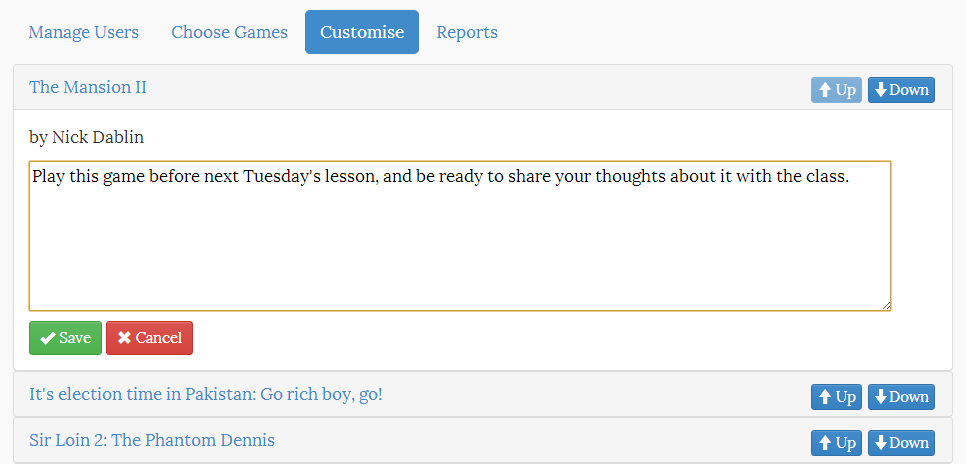 Manage Users Choose Games Customise Reports
The Mansion II Up Down
by Nick Dablin
Play this game before next Tuesday's lesson, and be ready to share your thoughts about it with the class.
Save Cancel
It's election time in Pakistan: Go rich boy, go! Up Down
Sir Loin 2: The Phantom Dennis Up Down